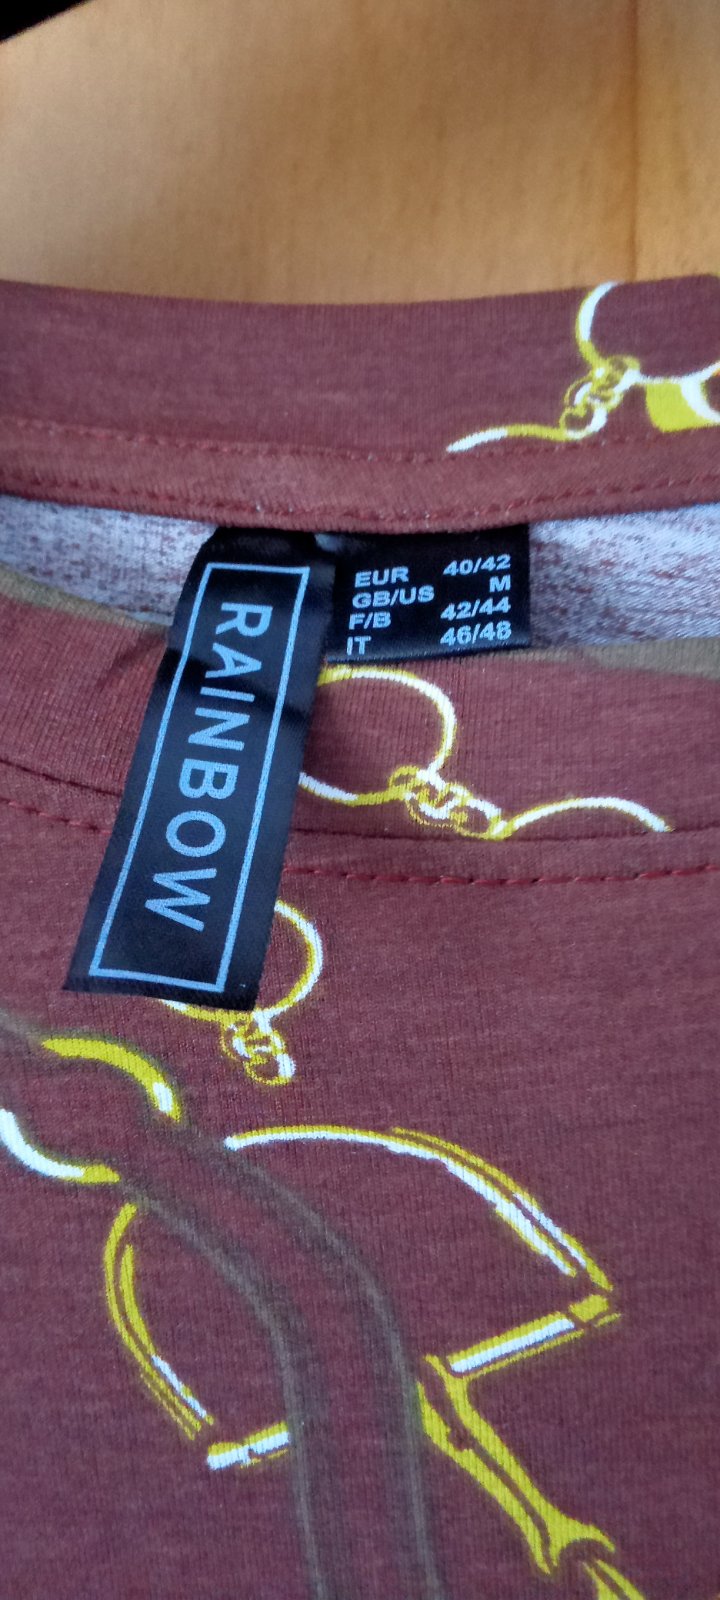 RAINBOW
EUR 40/42
GB/US M
F/B 42/44
IT 46/48